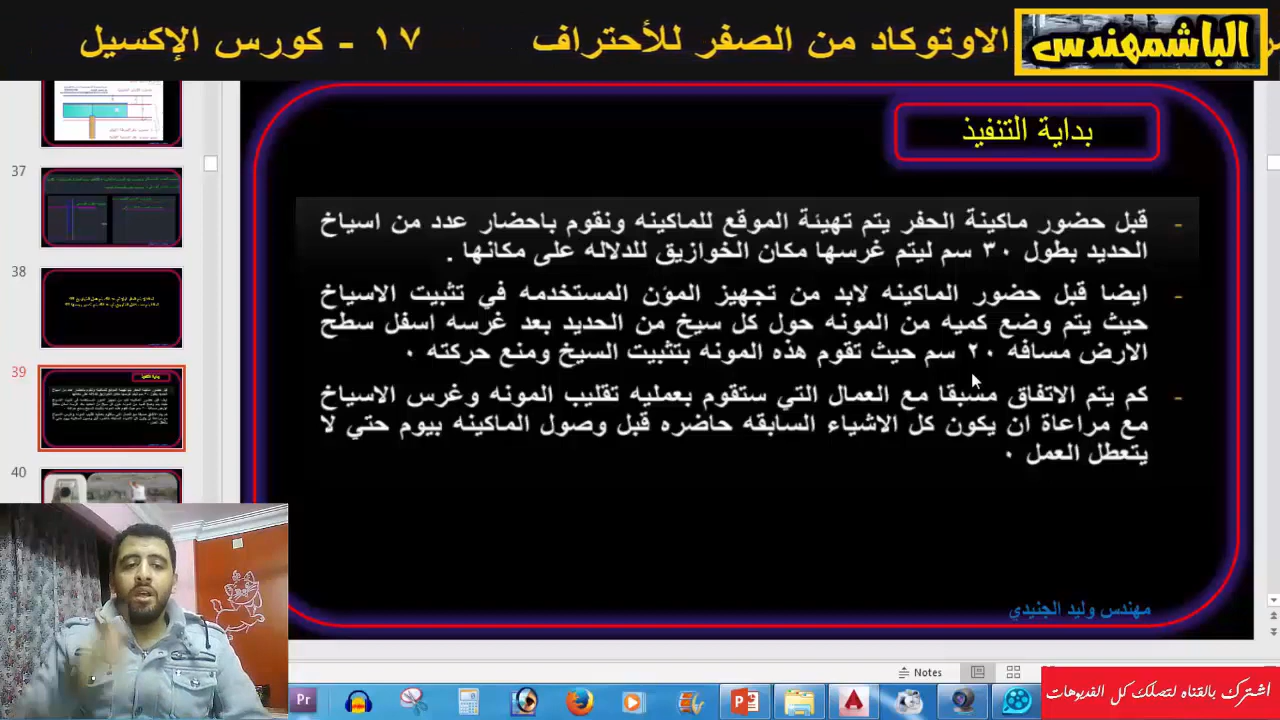 الاوتوكاد من الصفر للأحتراف
١٧ - كورس الإكسيل
الباشمهندس
بداية التنفيذ
- قبل حضور ماكينة الحفر يتم تهيئة الموقع للماكينه ونقوم باحضار عدد من اسياخ
الحديد بطول ٣٠ سم ليتم غرسها مكان الخوازيق للدلاله على مكانها .
- ايضا قبل حضور الماكينه لابد من تجهيز المؤن المستخدمه في تثبيت الاسياخ
حيث يتم وضع كميه من المونه حول كل سيخ من الحديد بعد غرسه اسفل سطح
الارض مسافه ٢٠ سم حيث تقوم هذه المونه بتثبيت السيخ ومنع حركته ٠
- كم يتم الاتفاق مسبقا مع العمال التي ستقوم بعمليه تقليب المونه وغرس الاسياخ
مع مراعاة ان يكون كل الاشياء السابقه حاضره قبل وصول الماكينه بيوم حتي لا
يتعطل العمل ٠
مهندس وليد الجنيدي
37
38
39
40
Notes
Pr
اشترك بالقناه لتصلك كل الفديوهات